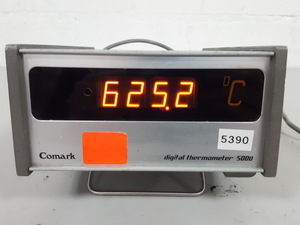 625.2 °C
5390
Comark
digital thermometer 5000